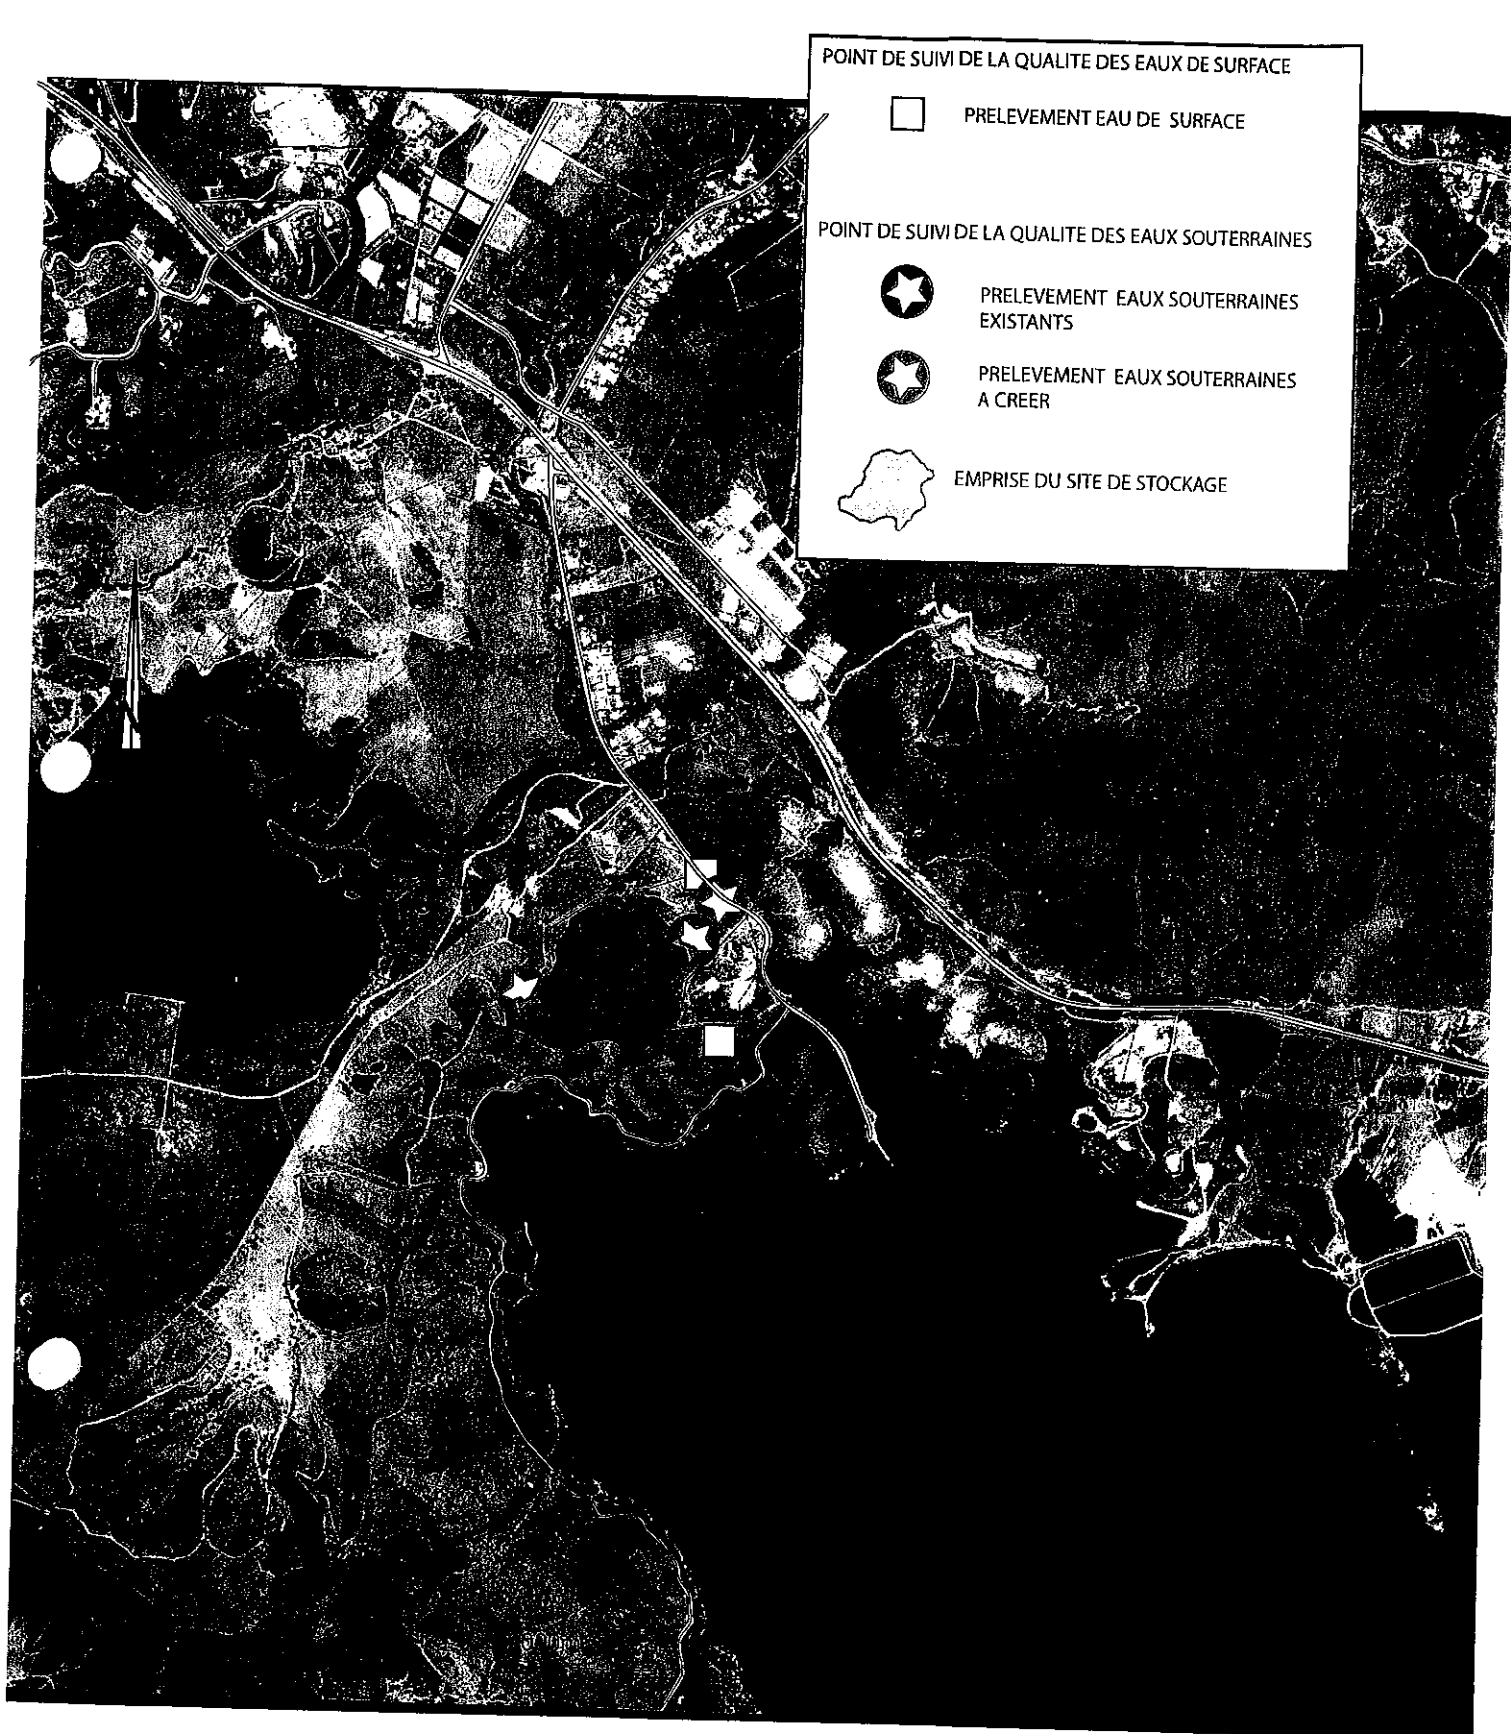 POINT DE SUIVI DE LA QUALITE DES EAUX DE SURFACE
PRELEVEMENT EAU DE SURFACE
POINT DE SUIVI DE LA QUALITE DES EAUX SOUTERRAINES
PRELEVEMENT EAUX SOUTERRAINES
EXISTANTS
PRELEVEMENT EAUX SOUTERRAINES
A CREER
EMPRISE DU SITE DE STOCKAGE